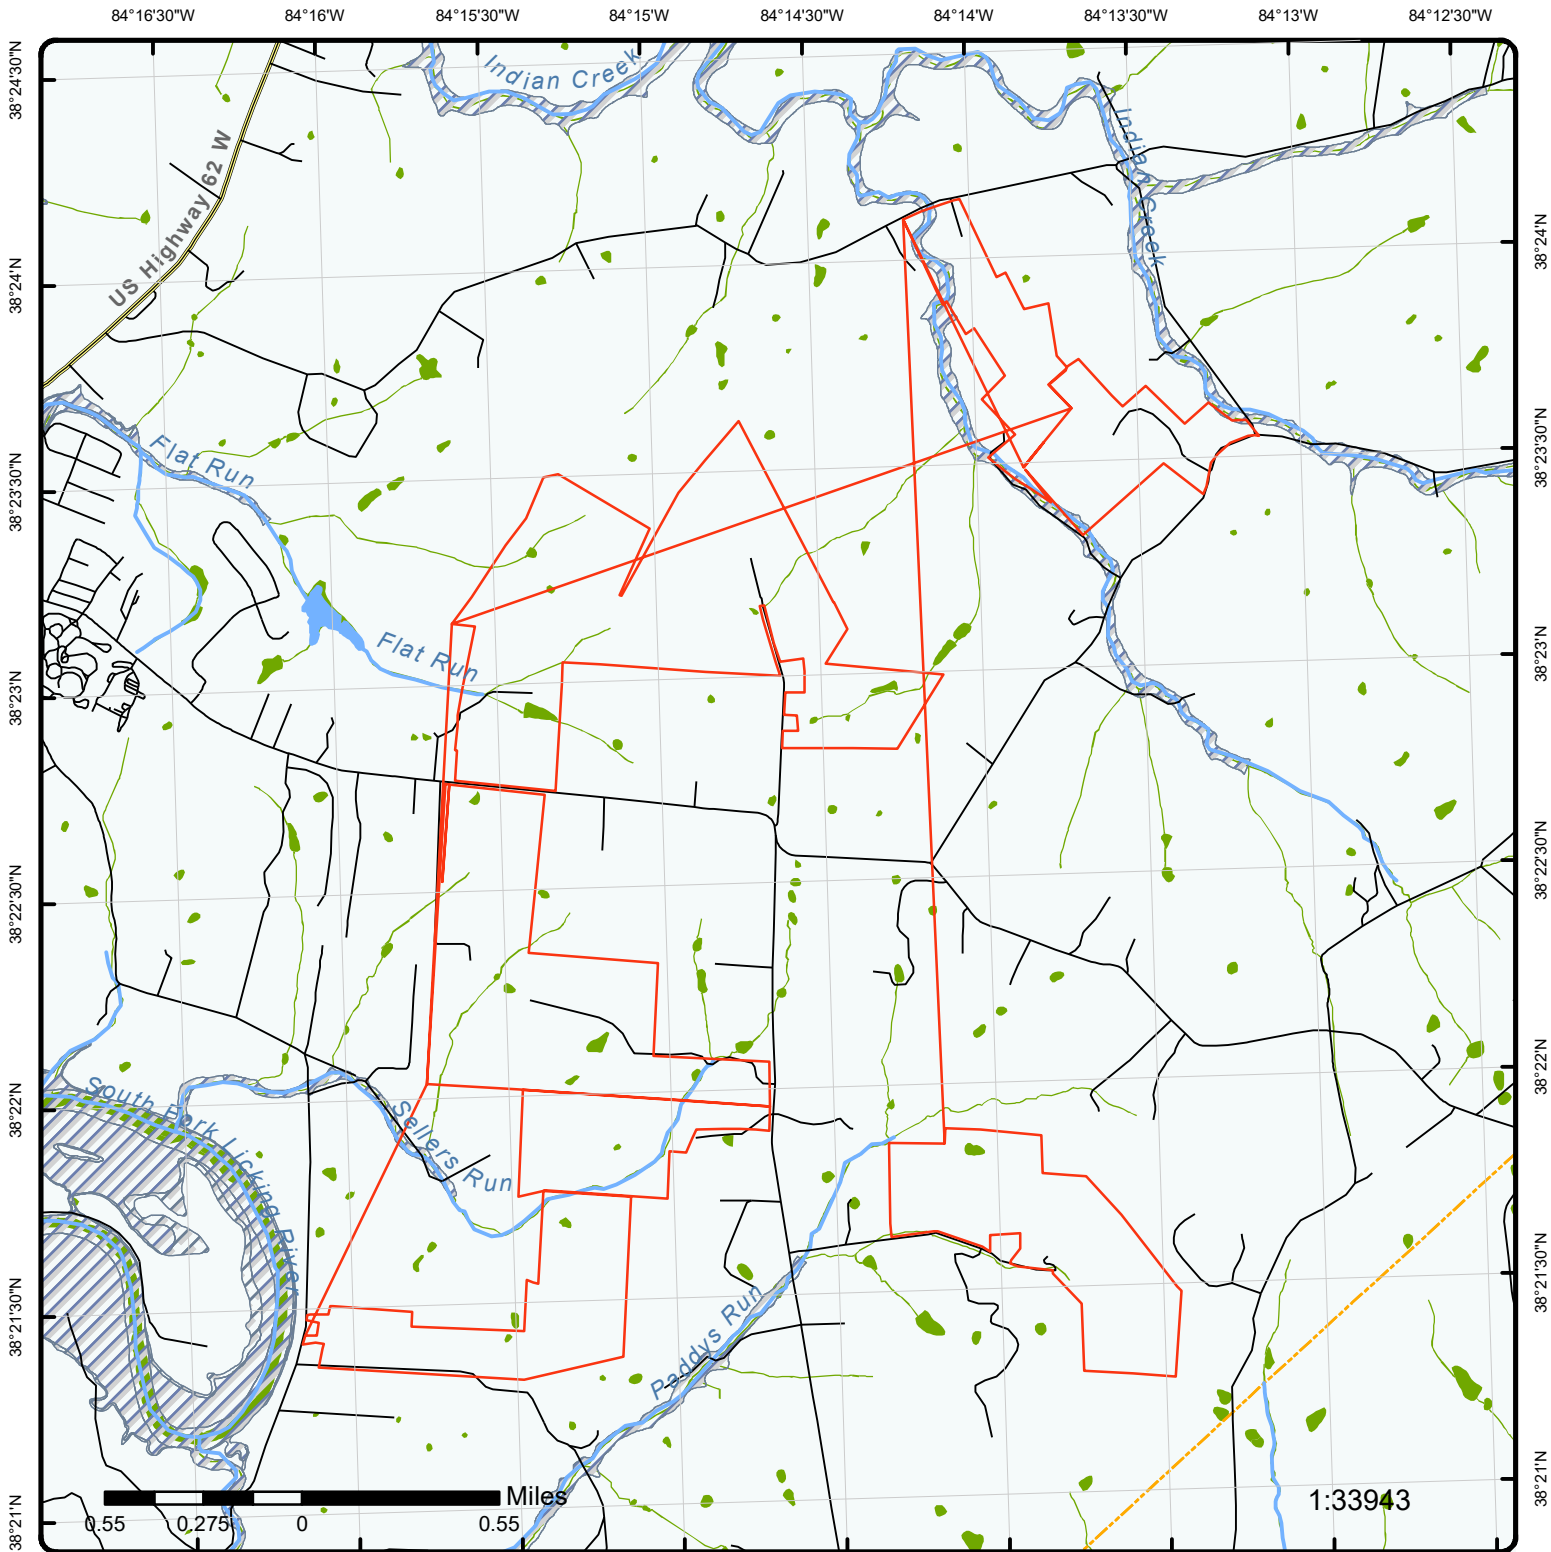 84°16'30"W 84°16'W 84°15'30"W 84°15'W 84°14'30"W 84°14'W 84°13'30"W 84°13'W 84°12'30"W
38°24'30"N
38°24'N
38°23'30"N
38°23'N
38°22'30"N
38°22'N
38°21'30"N
38°21'N
38°24'N
38°23'30"N
38°23'N
38°22'30"N
38°22'N
38°21'30"N
38°21'N
Indian Creek
Indian Creek
US Highway 62 W
Flat Run
Flat Run
South Fork Licking River
Sellers Run
Paddys Run
Miles
0.55 0.275 0 0.55
1:33943